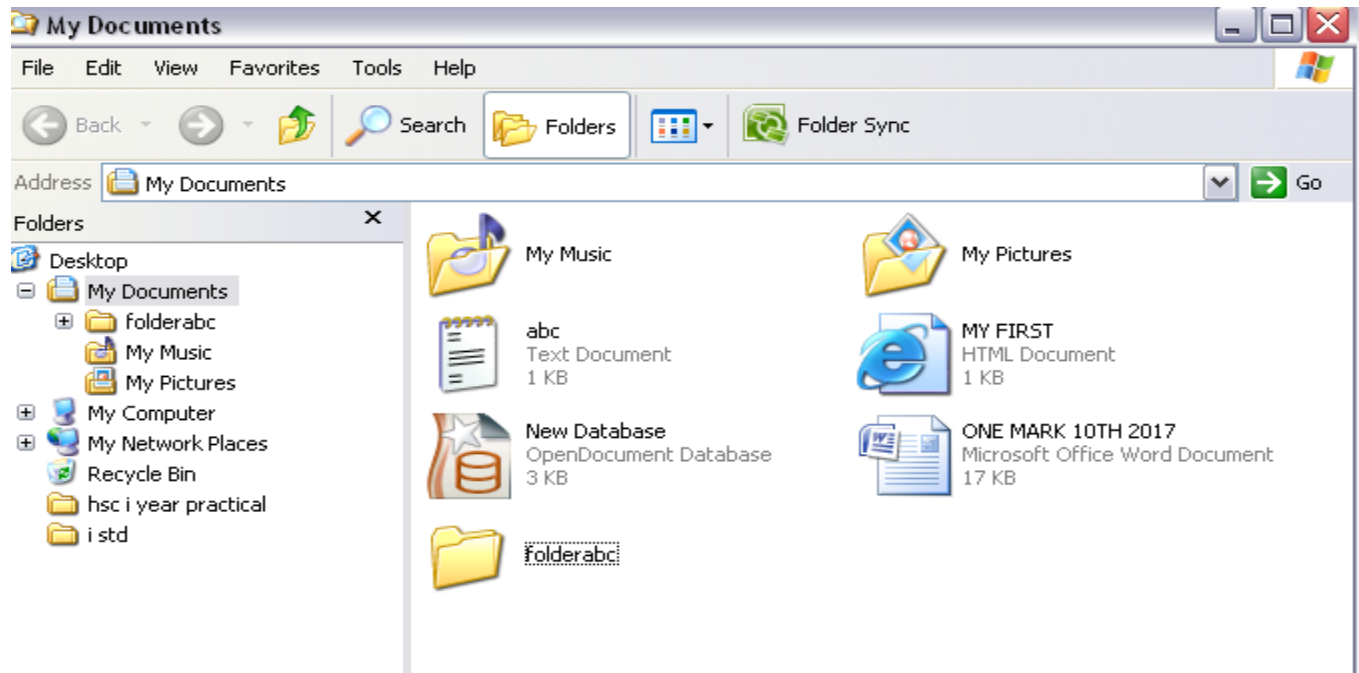 My Documents
File Edit View Favorites Tools Help
Back Search Folders Folder Sync
Address My Documents Go
Folders
Desktop
My Documents
folderabc
My Music
My Pictures
My Computer
My Network Places
Recycle Bin
hsc i year practical
i std
My Music
My Pictures
abc
Text Document
1 KB
MY FIRST
HTML Document
1 KB
New Database
OpenDocument Database
3 KB
ONE MARK 10TH 2017
Microsoft Office Word Document
17 KB
folderabc